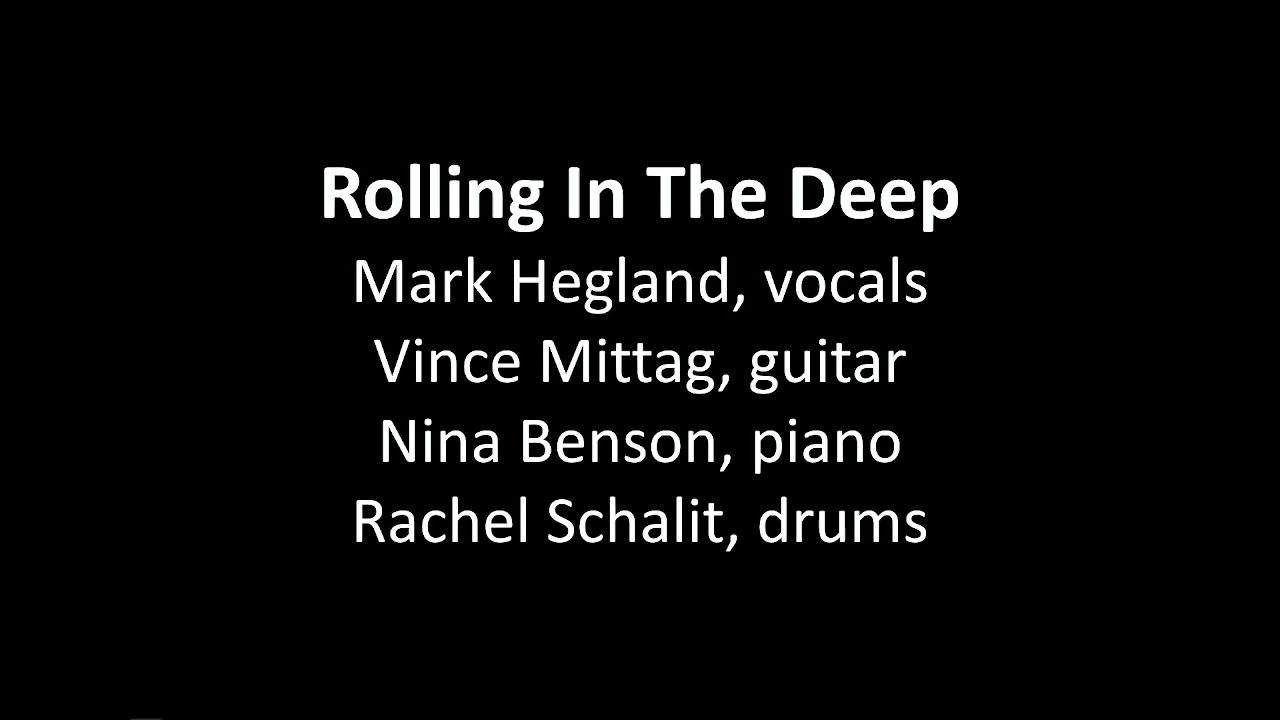 Rolling In The Deep
Mark Hegland, vocals
Vince Mittag, guitar
Nina Benson, piano
Rachel Schalit, drums